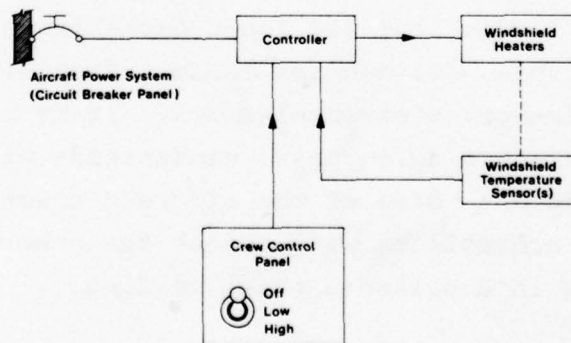 Controller
Windshield
Heaters
Aircraft Power System
(Circuit Breaker Panel)
Windshield
Temperature
Sensor(s)
Crew Control
Panel
Off
Low
High